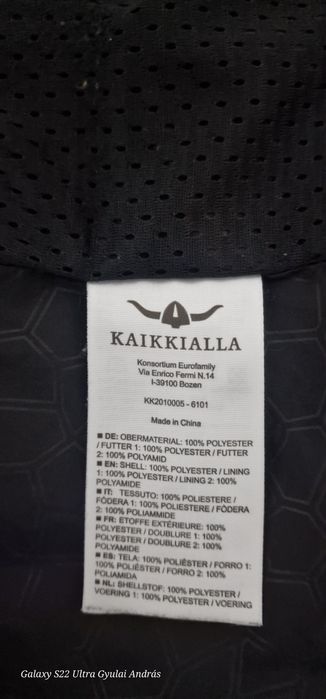 KAIKKIALLA
Konsortium Eurofamily
Via Enrico Fermi N.14
I-39100 Bozen
KK2010005 - 6101
Made in China
■ DE: OBERMATERIAL: 100% POLYESTER
/ FUTTER 1: 100% POLYESTER / FUTTER
2: 100% POLYAMID
■ EN: SHELL: 100% POLYESTER / LINING
1: 100% POLYESTER / LINING 2: 100%
POLYAMIDE
■ IT: TESSUTO: 100% POLIESTERE /
FÒDERA 1: 100% POLIESTERE / FÒDERA
2: 100% POLIAMMIDE
■ FR: ETOFFE EXTÉRIEURE: 100%
POLYESTER / DOUBLURE 1: 100%
POLYESTER / DOUBLURE 2: 100%
POLYAMIDE
■ ES: TELA: 100% POLIÉSTER / FORRO 1:
100% POLIÉSTER / FORRO 2: 100%
POLIAMIDA
■ NL: SHELLSTOF: 100% POLYESTER /
VOERING 1: 100% POLYESTER / VOERING
Galaxy S22 Ultra Gyulai András